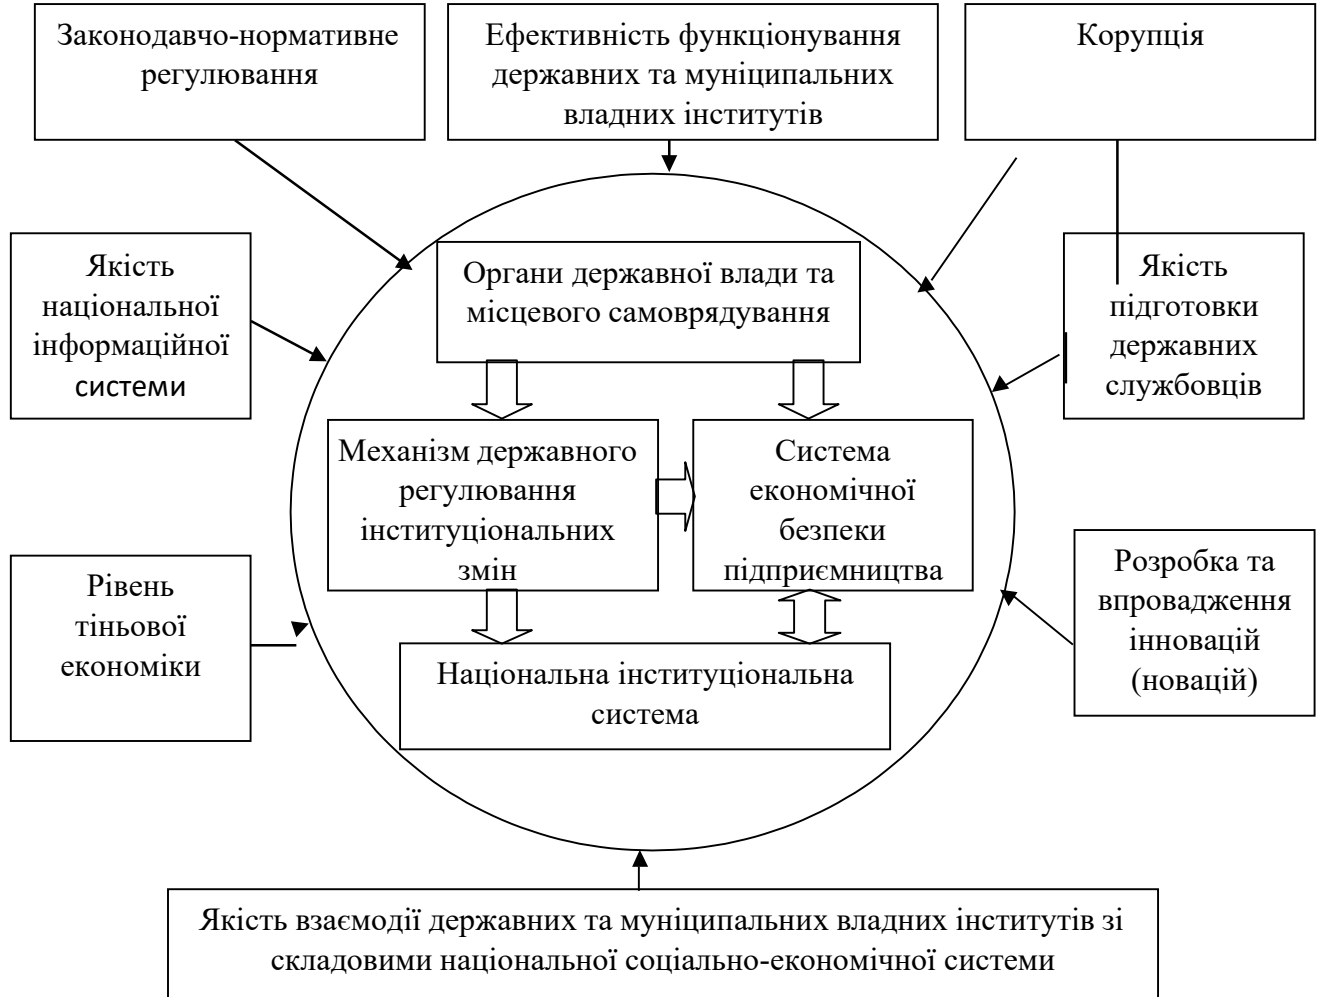 Законодавчо-нормативне
регулювання
Ефективність функціонування
державних та муніципальних
владних інститутів
Корупція
Якість
національної
інформаційної
системи
Органи державної влади та
місцевого самоврядування
Якість
підготовки
державних
службовців
Механізм державного
регулювання
інституціональних
змін
Система
економічної
безпеки
підприємництва
Рівень
тіньової
економіки
Розробка та
впровадження
інновацій
(новацій)
Національна інституціональна
система
Якість взаємодії державних та муніципальних владних інститутів зі
складовими національної соціально-економічної системи